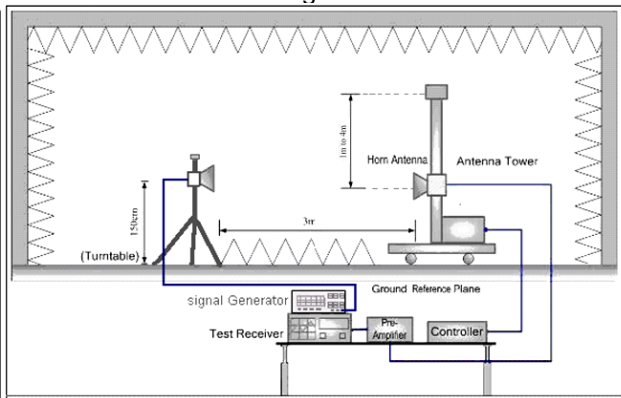 1m to 4m
Horn Antenna
Antenna Tower
150cm
3m
(Turntable)
Ground Reference Plane
signal Generator
Test Receiver
Pre-
Amplifier
Controller